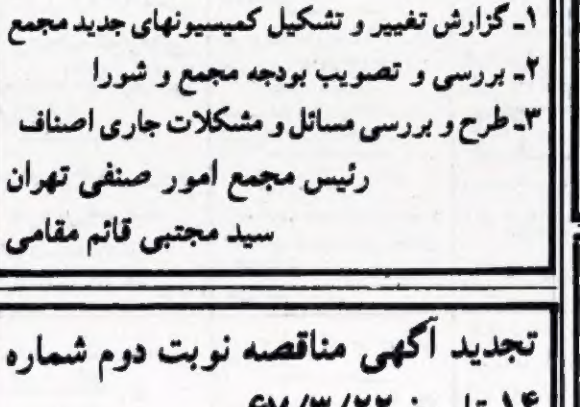 ۱ـ گزارش تغییر و تشکیل کمیسیونهای جدید مجمع
۲ـ بررسی و تصویب بودجه مجمع و شورا
۳ـ طرح و بررسی مسائل و مشکلات جاری اصناف
رئیس مجمع امور صنفی تهران
سید مجتبی قائم مقامی
تجدید آگهی مناقصه نوبت دوم شماره